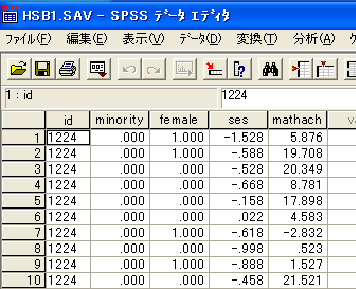 HSB1.SAV - SPSS データ エディタ
ファイル(F) 編集(E) 表示(V) データ(D) 変換(T) 分析(A)
1 : id 1224
id minority female ses mathach
1 1224 .000 1.000 -1.528 5.876
2 1224 .000 1.000 -.588 19.708
3 1224 .000 .000 -.528 20.349
4 1224 .000 .000 -.668 8.781
5 1224 .000 .000 -.158 17.898
6 1224 .000 .000 .022 4.583
7 1224 .000 1.000 -.618 -2.832
8 1224 .000 .000 -.998 .523
9 1224 .000 1.000 -.888 1.527
10 1224 .000 .000 -.458 21.521